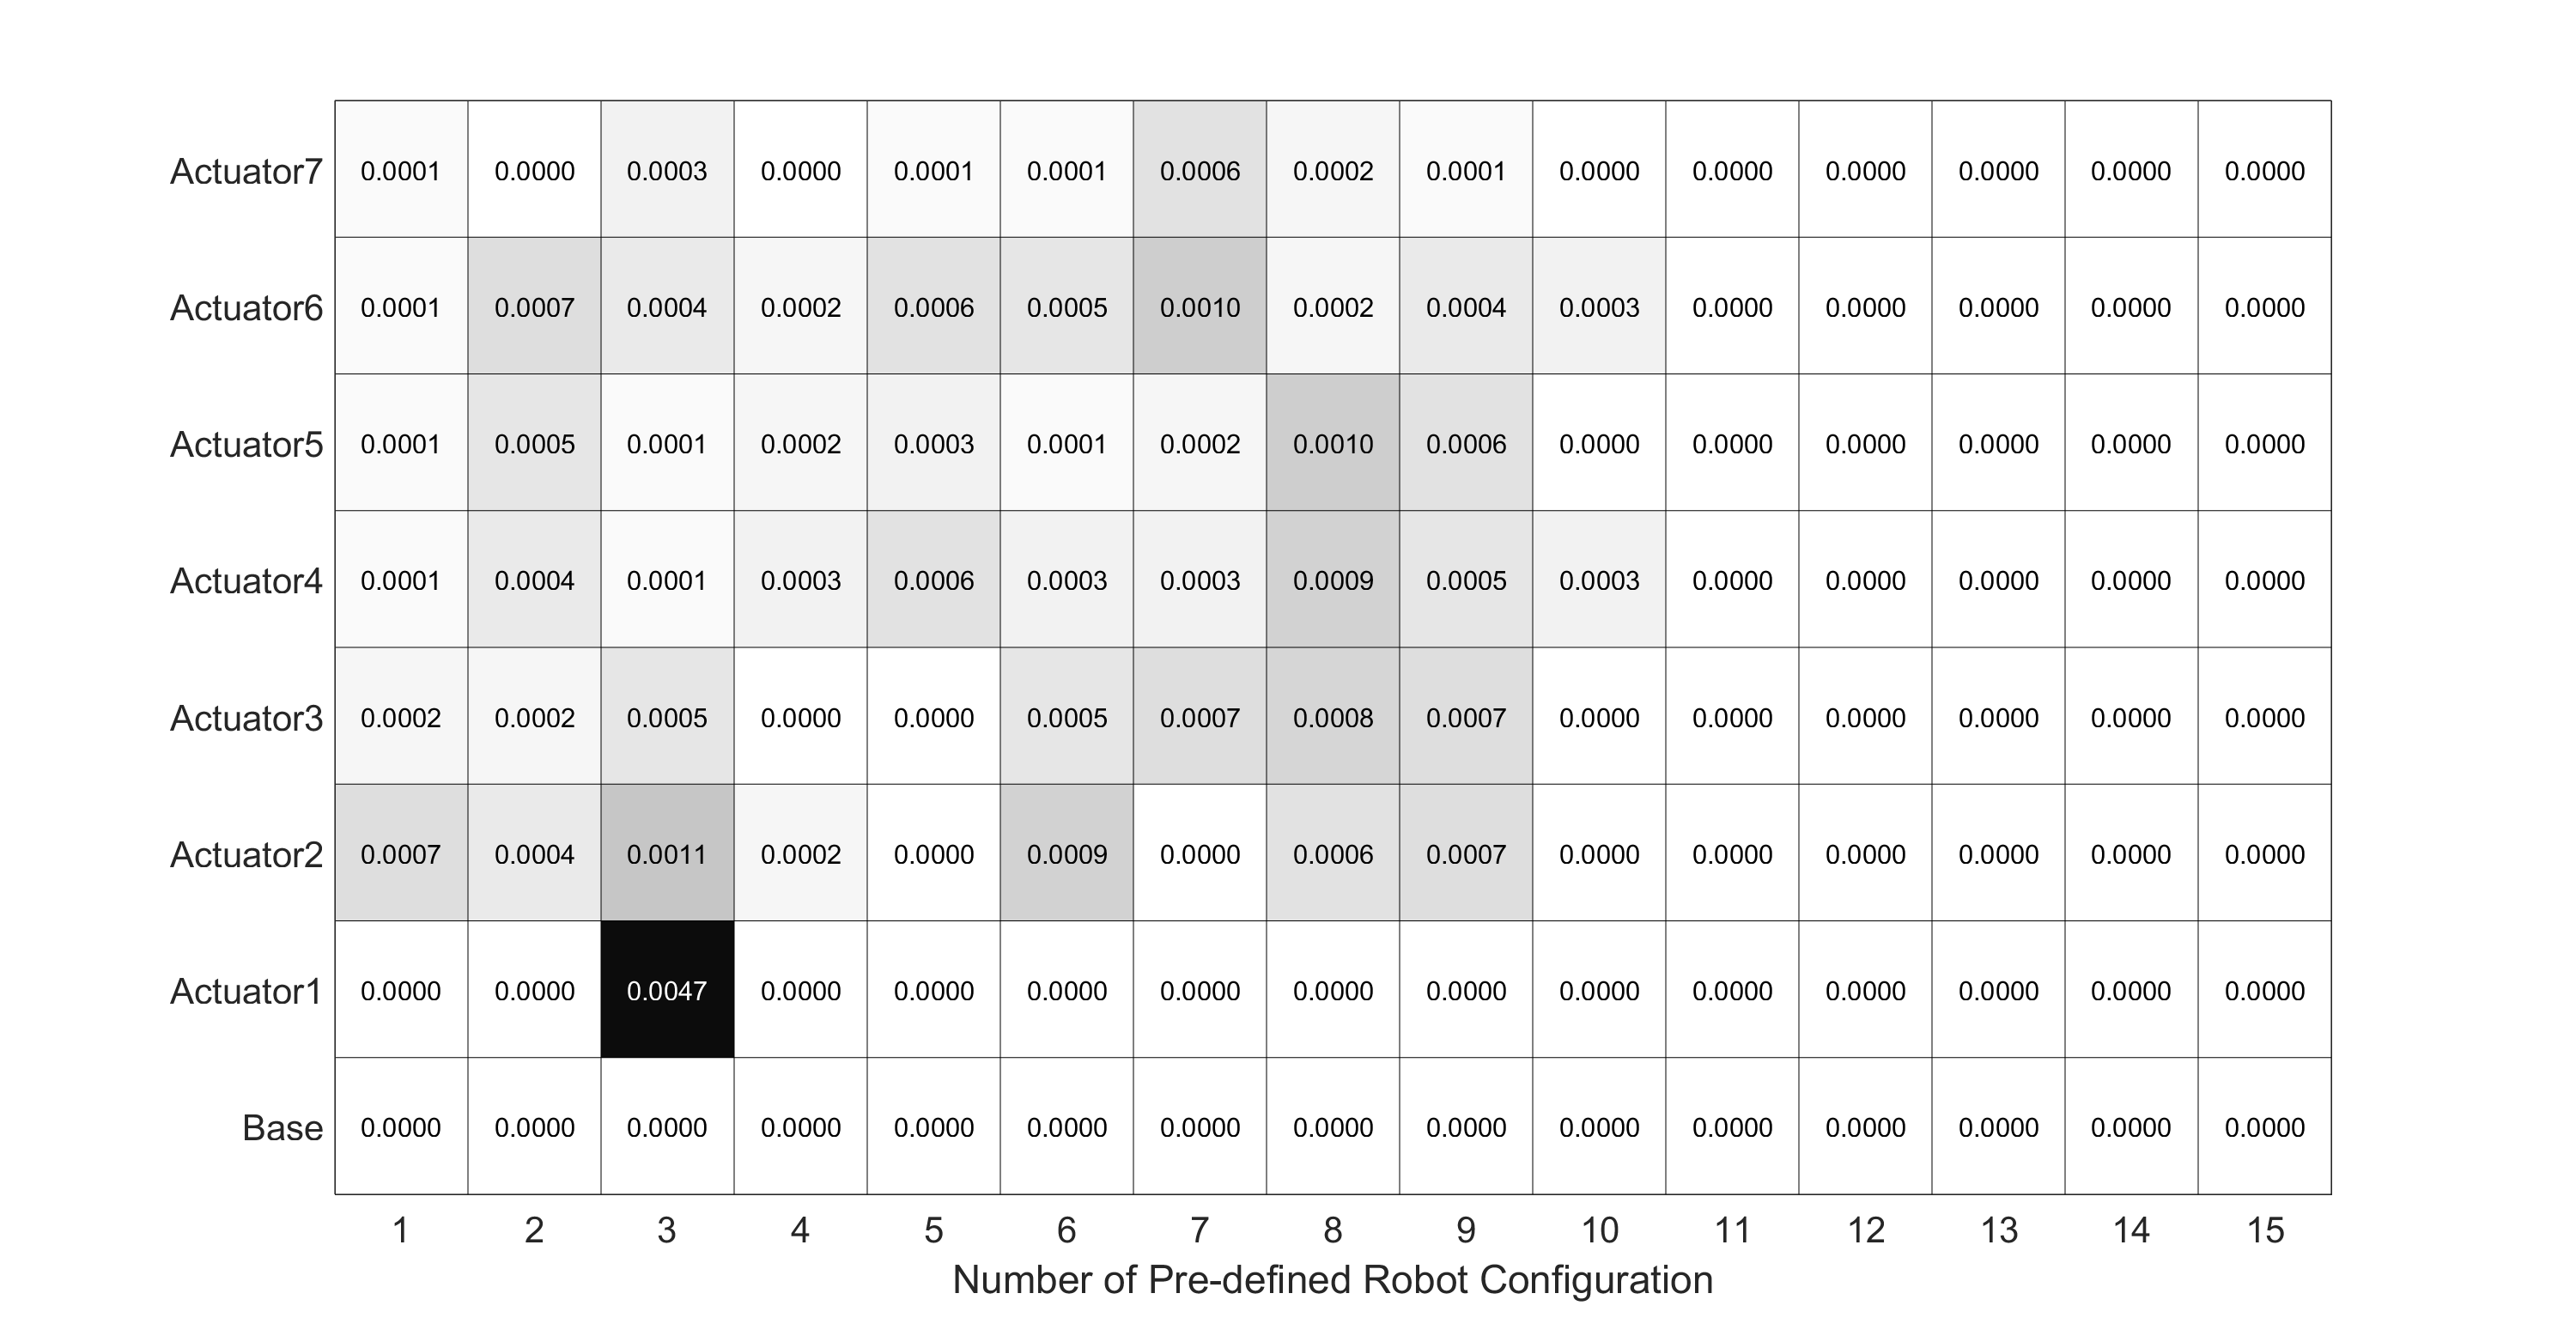 Actuator7 0.0001 0.0000 0.0003 0.0000 0.0001 0.0001 0.0006 0.0002 0.0001 0.0000 0.0000 0.0000 0.0000 0.0000 0.0000
Actuator6 0.0001 0.0007 0.0004 0.0002 0.0006 0.0005 0.0010 0.0002 0.0004 0.0003 0.0000 0.0000 0.0000 0.0000 0.0000
Actuator5 0.0001 0.0005 0.0001 0.0002 0.0003 0.0001 0.0002 0.0010 0.0006 0.0000 0.0000 0.0000 0.0000 0.0000 0.0000
Actuator4 0.0001 0.0004 0.0001 0.0003 0.0006 0.0003 0.0003 0.0009 0.0005 0.0003 0.0000 0.0000 0.0000 0.0000 0.0000
Actuator3 0.0002 0.0002 0.0005 0.0000 0.0000 0.0005 0.0007 0.0008 0.0007 0.0000 0.0000 0.0000 0.0000 0.0000 0.0000
Actuator2 0.0007 0.0004 0.0011 0.0002 0.0000 0.0009 0.0000 0.0006 0.0007 0.0000 0.0000 0.0000 0.0000 0.0000 0.0000
Actuator1 0.0000 0.0000 0.0047 0.0000 0.0000 0.0000 0.0000 0.0000 0.0000 0.0000 0.0000 0.0000 0.0000 0.0000 0.0000
Base 0.0000 0.0000 0.0000 0.0000 0.0000 0.0000 0.0000 0.0000 0.0000 0.0000 0.0000 0.0000 0.0000 0.0000 0.0000
1 2 3 4 5 6 7 8 9 10 11 12 13 14 15
Number of Pre-defined Robot Configuration